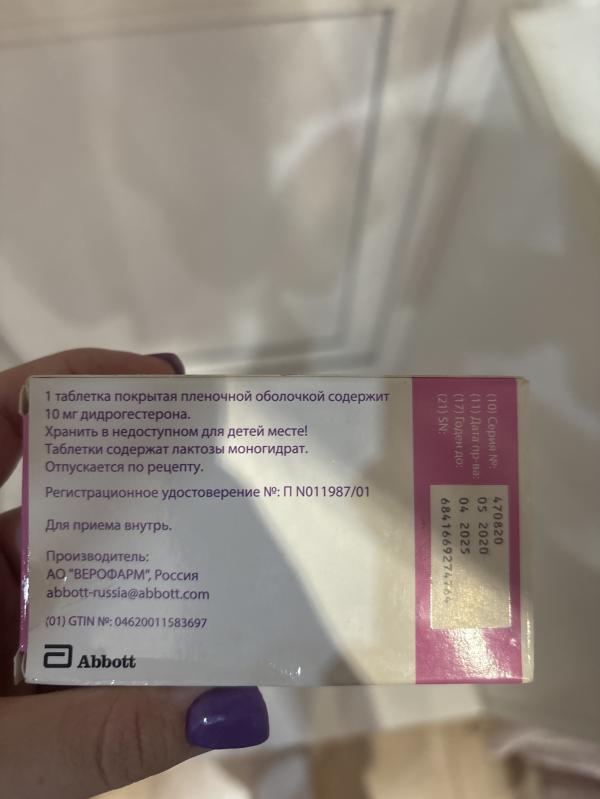 1 таблетка покрытая пленочной оболочкой содержит
10 мг дидрогестерона.
Хранить в недоступном для детей месте!
Таблетки содержат лактозы моногидрат.
Отпускается по рецепту.
Регистрационное удостоверение №: П N011987/01
Для приема внутрь.
Производитель:
АО "ВЕРОФАРМ", Россия
abbott-russia@abbott.com
(01) GTIN №: 04620011583697
Abbott
(10) Серия №: 470820
(11) Дата пр-ва: 05 2020
(17) Годен до: 04 2025
(21) SN: 6841669274764